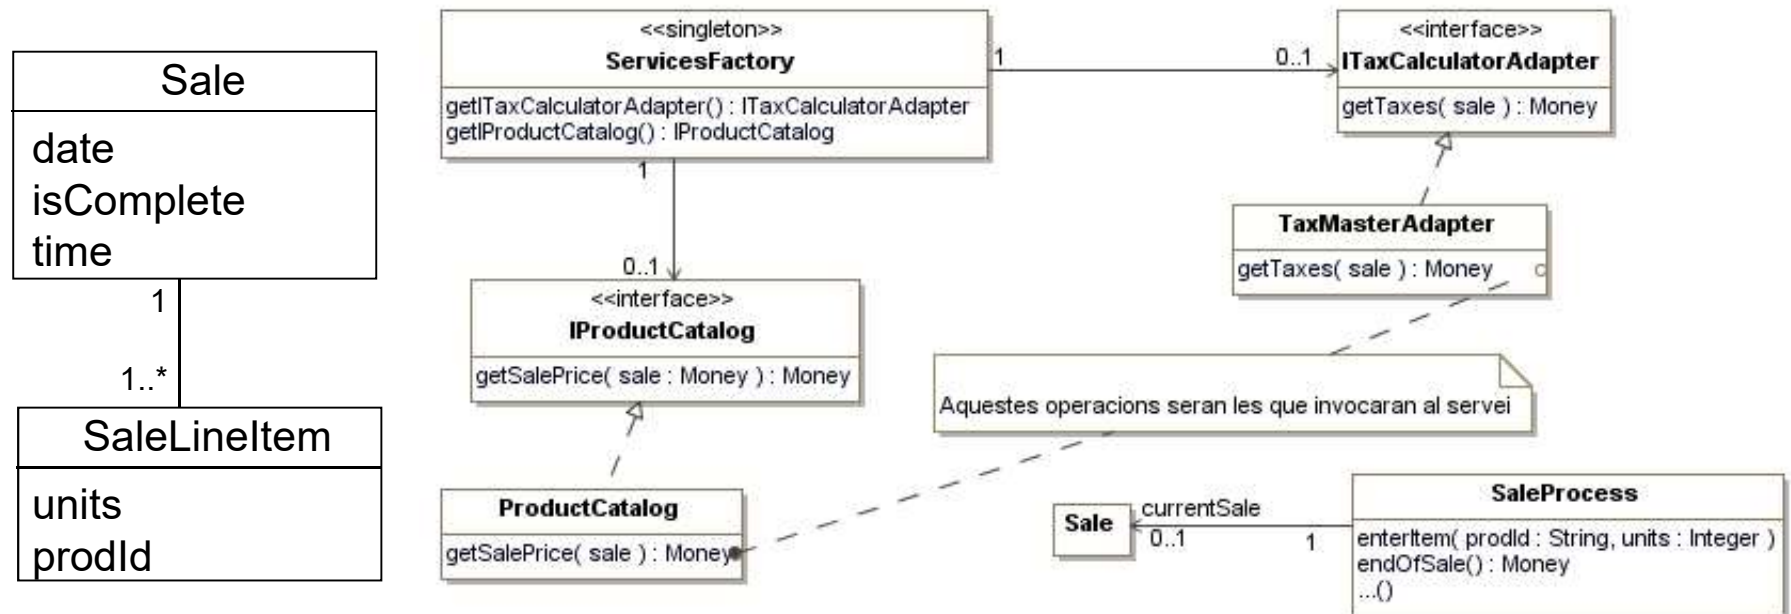 Sale
date
isComplete
time
1
1..*
SaleLineItem
units
prodId
<<singleton>>
ServicesFactory
getITaxCalculatorAdapter() : ITaxCalculatorAdapter
getIProductCatalog() : IProductCatalog
1
0..1
<<interface>>
ITaxCalculatorAdapter
getTaxes( sale ) : Money
1
0..1
<<interface>>
IProductCatalog
getSalePrice( sale : Money ) : Money
TaxMasterAdapter
getTaxes( sale ) : Money
Aquestes operacions seran les que invocaran al servei
ProductCatalog
getSalePrice( sale ) : Money
Sale
currentSale
0..1
1
SaleProcess
enterItem( prodId : String, units : Integer )
endOfSale() : Money
...()